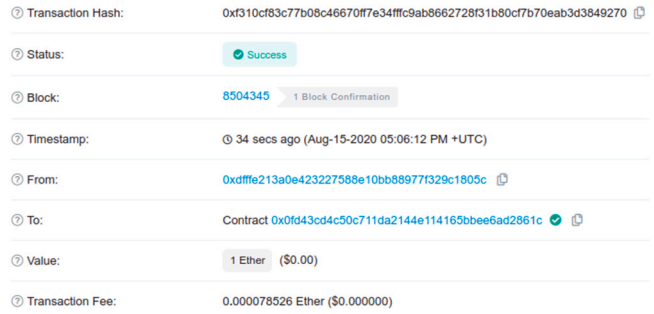 Transaction Hash: 0xf310cf83c77b08c46670ff7e34fffc9ab8662728f31b80cf7b70eab3d3849270
Status: Success
Block: 8504345 1 Block Confirmation
Timestamp: 34 secs ago (Aug-15-2020 05:06:12 PM +UTC)
From: 0xdfffe213a0e423227588e10bb88977f329c1805c
To: Contract 0x0fd43cd4c50c711da2144e114165bbee6ad2861c
Value: 1 Ether ($0.00)
Transaction Fee: 0.000078526 Ether ($0.000000)